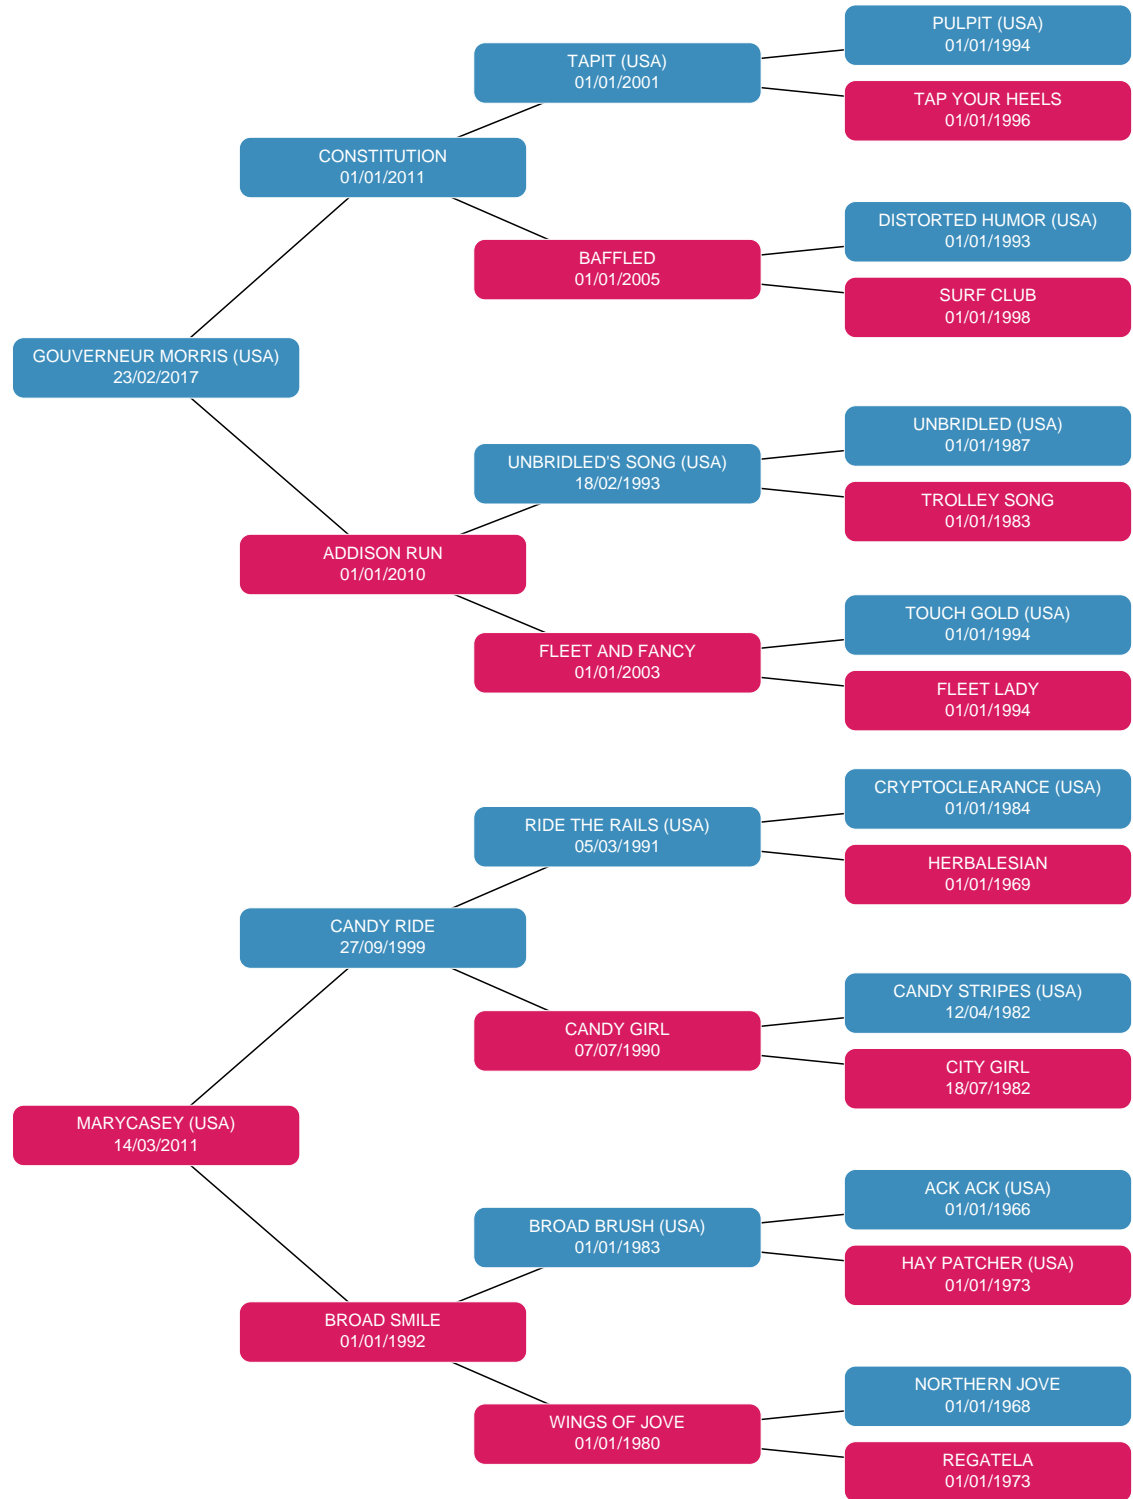 PULPIT (USA)
01/01/1994
TAPIT (USA)
01/01/2001
TAP YOUR HEELS
01/01/1996
CONSTITUTION
01/01/2011
DISTORTED HUMOR (USA)
01/01/1993
BAFFLED
01/01/2005
SURF CLUB
01/01/1998
GOUVERNEUR MORRIS (USA)
23/02/2017
UNBRIDLED (USA)
01/01/1987
UNBRIDLED'S SONG (USA)
18/02/1993
TROLLEY SONG
01/01/1983
ADDISON RUN
01/01/2010
TOUCH GOLD (USA)
01/01/1994
FLEET AND FANCY
01/01/2003
FLEET LADY
01/01/1994
CRYPTOCLEARANCE (USA)
01/01/1984
RIDE THE RAILS (USA)
05/03/1991
HERBALESIAN
01/01/1969
CANDY RIDE
27/09/1999
CANDY STRIPES (USA)
12/04/1982
CANDY GIRL
07/07/1990
CITY GIRL
18/07/1982
MARYCASEY (USA)
14/03/2011
ACK ACK (USA)
01/01/1966
BROAD BRUSH (USA)
01/01/1983
HAY PATCHER (USA)
01/01/1973
BROAD SMILE
01/01/1992
NORTHERN JOVE
01/01/1968
WINGS OF JOVE
01/01/1980
REGATELA
01/01/1973